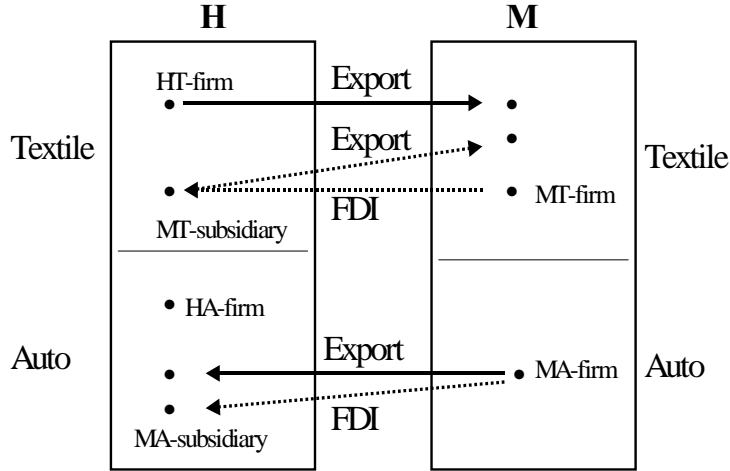 H
M
HT-firm
Export
Textile
Export
Textile
FDI
MT-firm
MT-subsidiary
HA-firm
Auto
Export
MA-firm
Auto
FDI
MA-subsidiary